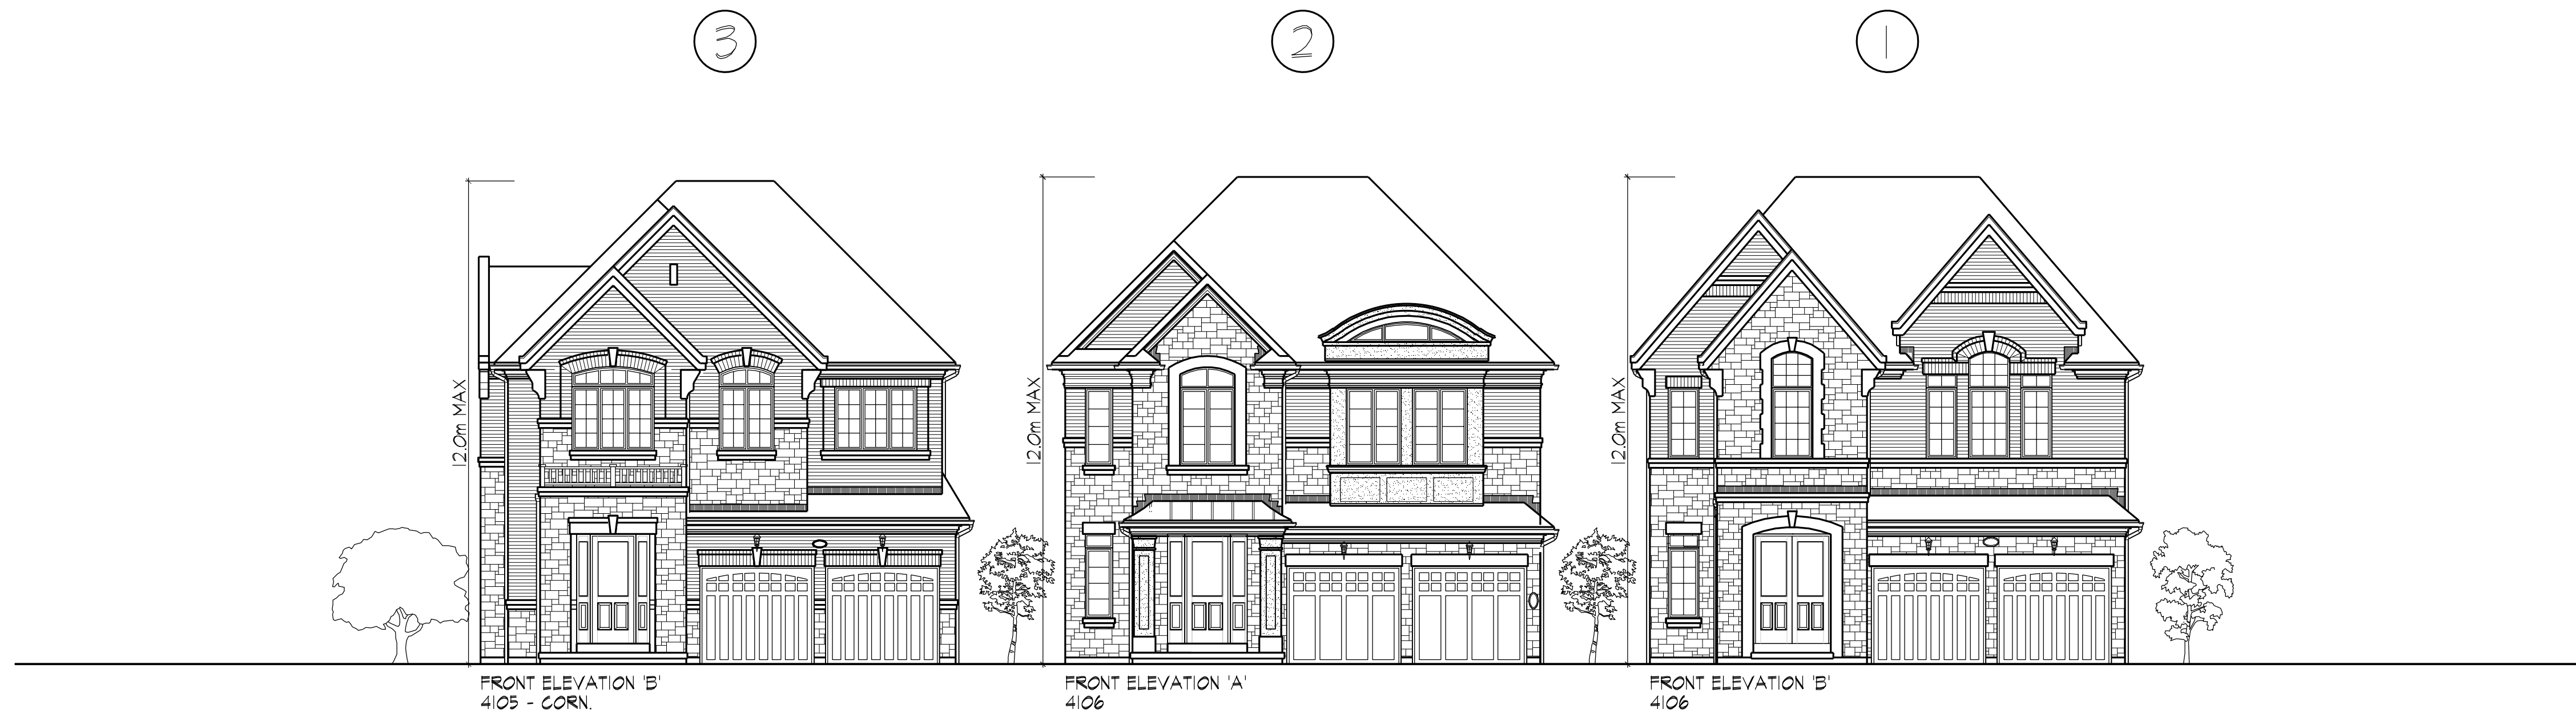 3
2
1
12.0m MAX
12.0m MAX
12.0m MAX
FRONT ELEVATION 'B'
4105 - CORN.
FRONT ELEVATION 'A'
4106
FRONT ELEVATION 'B'
4106